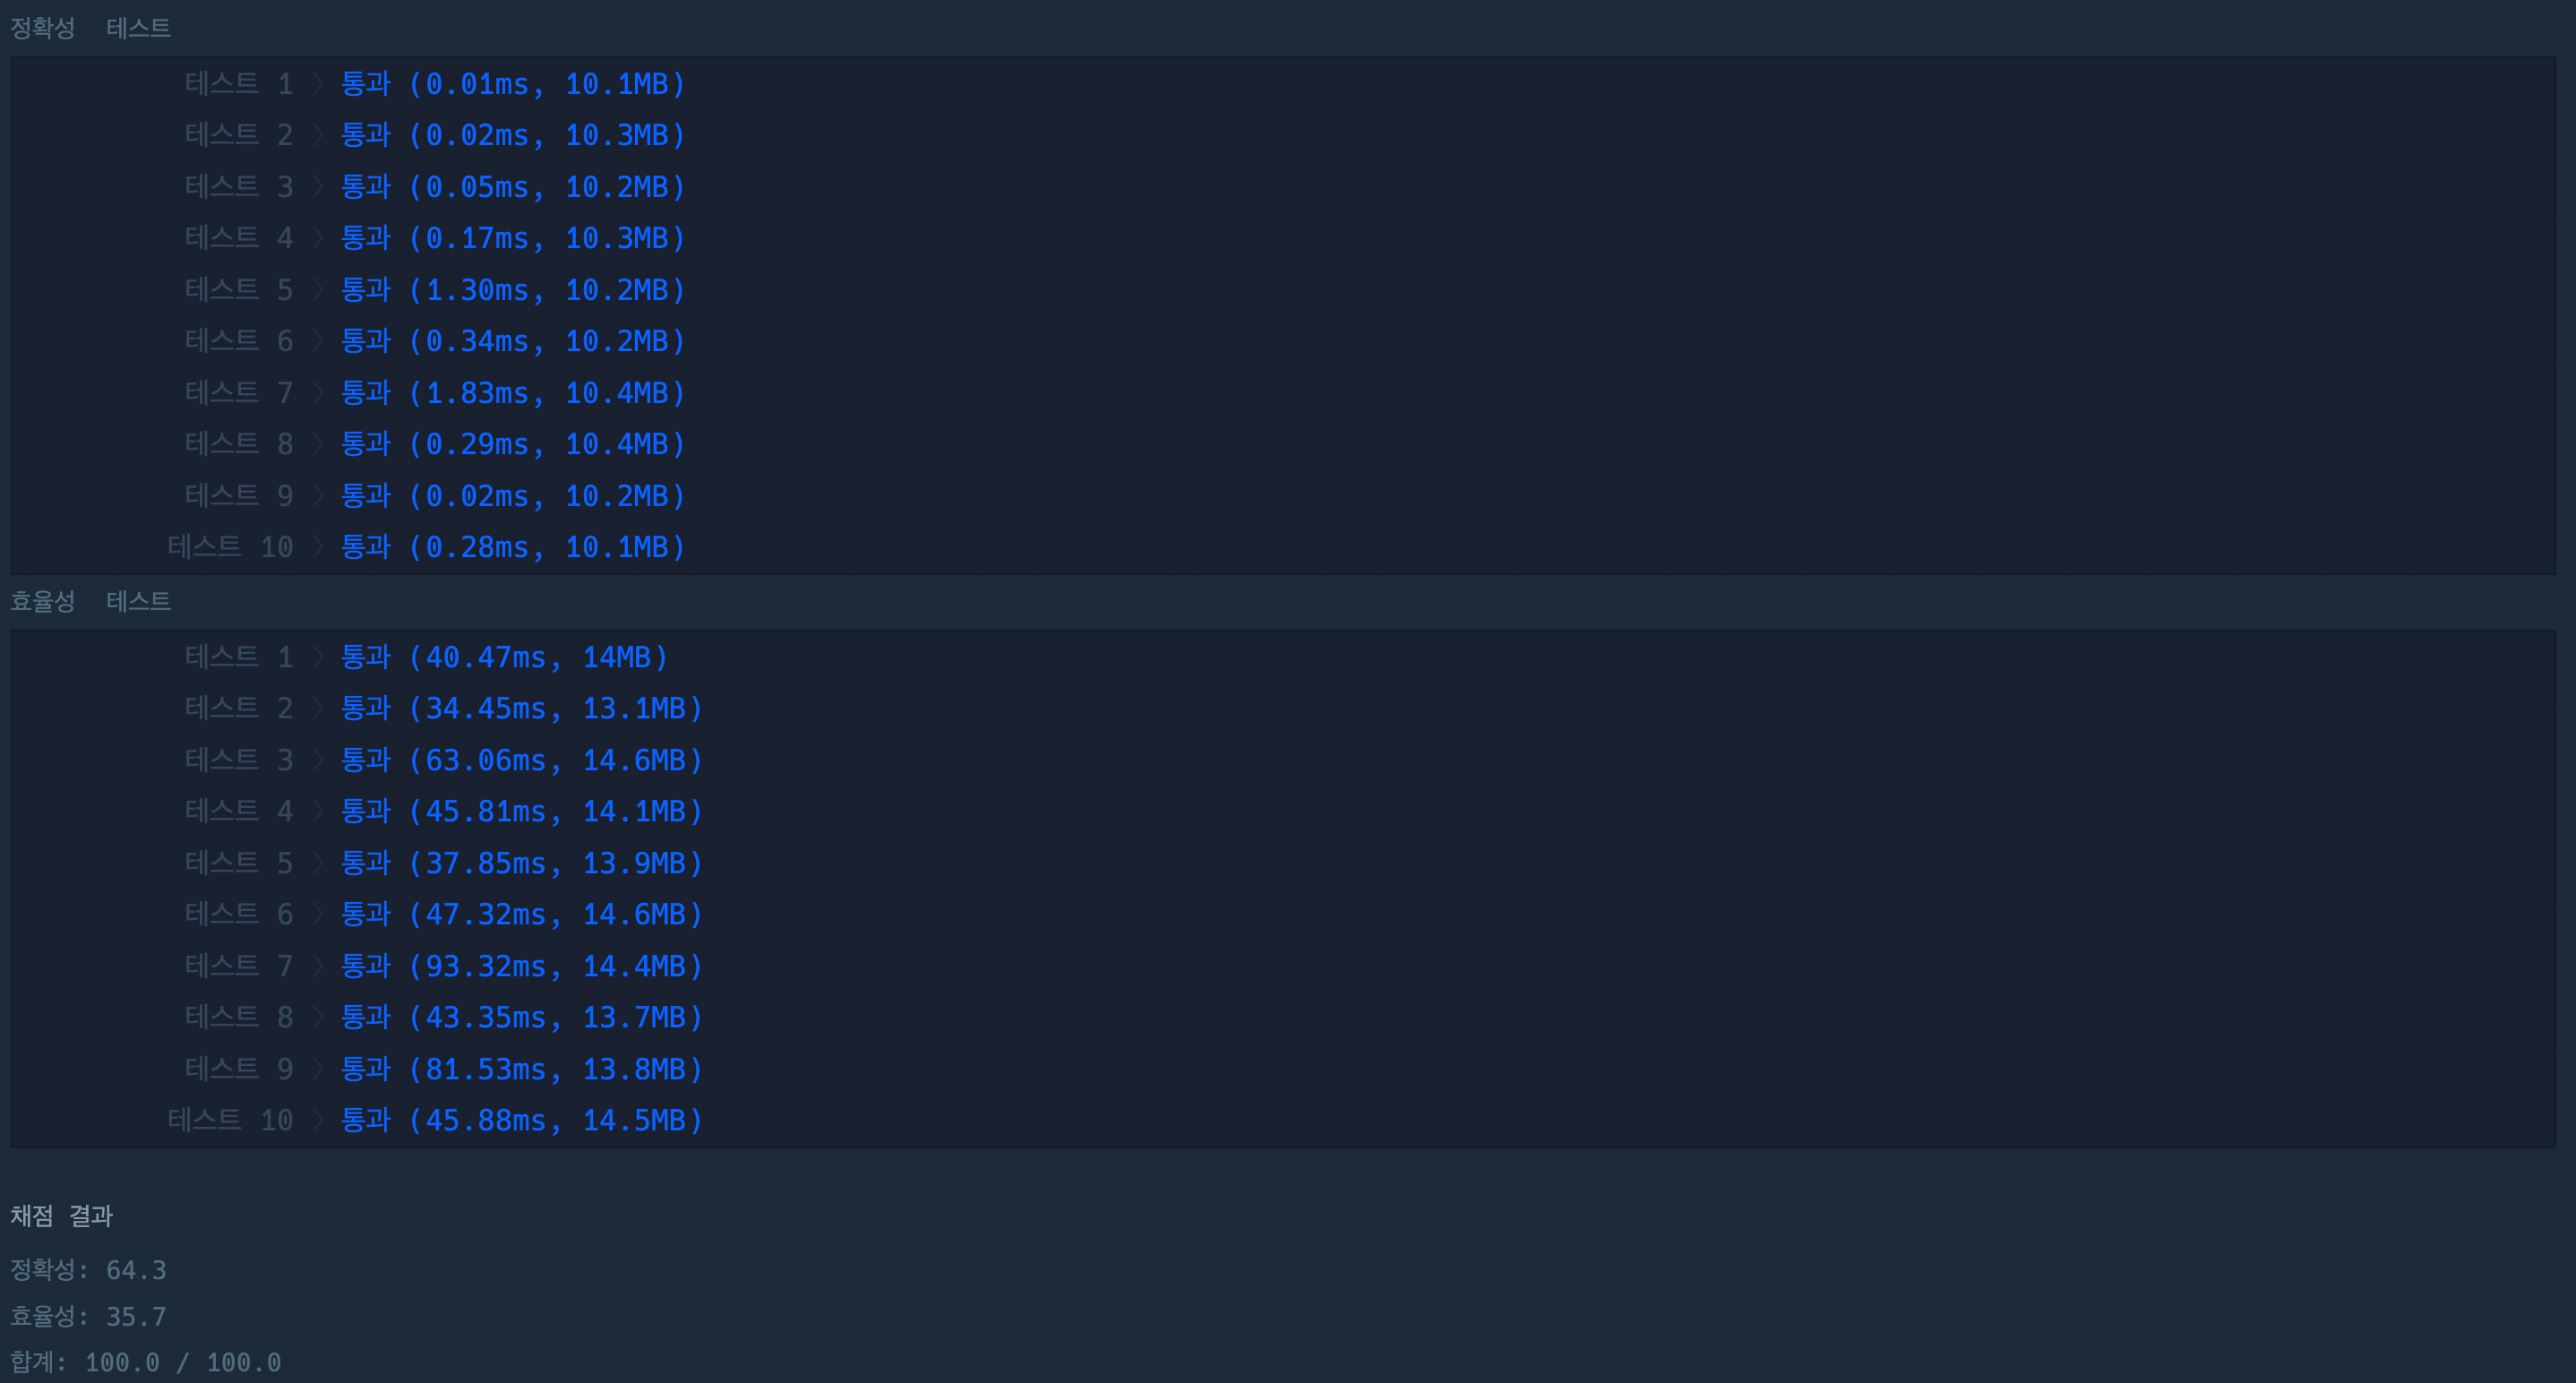 정확성  테스트
테스트 1 〉 통과 (0.01ms, 10.1MB)
테스트 2 〉 통과 (0.02ms, 10.3MB)
테스트 3 〉 통과 (0.05ms, 10.2MB)
테스트 4 〉 통과 (0.17ms, 10.3MB)
테스트 5 〉 통과 (1.30ms, 10.2MB)
테스트 6 〉 통과 (0.34ms, 10.2MB)
테스트 7 〉 통과 (1.83ms, 10.4MB)
테스트 8 〉 통과 (0.29ms, 10.4MB)
테스트 9 〉 통과 (0.02ms, 10.2MB)
테스트 10 〉 통과 (0.28ms, 10.1MB)
효율성  테스트
테스트 1 〉 통과 (40.47ms, 14MB)
테스트 2 〉 통과 (34.45ms, 13.1MB)
테스트 3 〉 통과 (63.06ms, 14.6MB)
테스트 4 〉 통과 (45.81ms, 14.1MB)
테스트 5 〉 통과 (37.85ms, 13.9MB)
테스트 6 〉 통과 (47.32ms, 14.6MB)
테스트 7 〉 통과 (93.32ms, 14.4MB)
테스트 8 〉 통과 (43.35ms, 13.7MB)
테스트 9 〉 통과 (81.53ms, 13.8MB)
테스트 10 〉 통과 (45.88ms, 14.5MB)
채점 결과
정확성: 64.3
효율성: 35.7
합계: 100.0 / 100.0